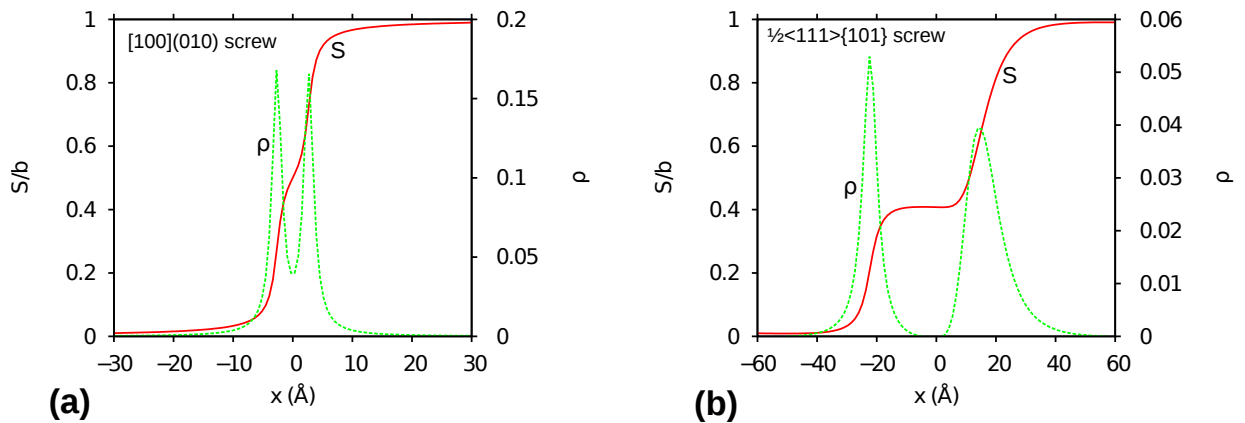 [100](010) screw
S
ρ
S/b
1
0.8
0.6
0.4
0.2
0
0.2
0.15
0.1
0.05
0
ρ
−30
−20
−10
0
10
20
30
x (Å)
(a)
½<111>{101} screw
S
ρ
S/b
1
0.8
0.6
0.4
0.2
0
0.06
0.05
0.04
0.03
0.02
0.01
0
ρ
−60
−40
−20
0
20
40
60
x (Å)
(b)